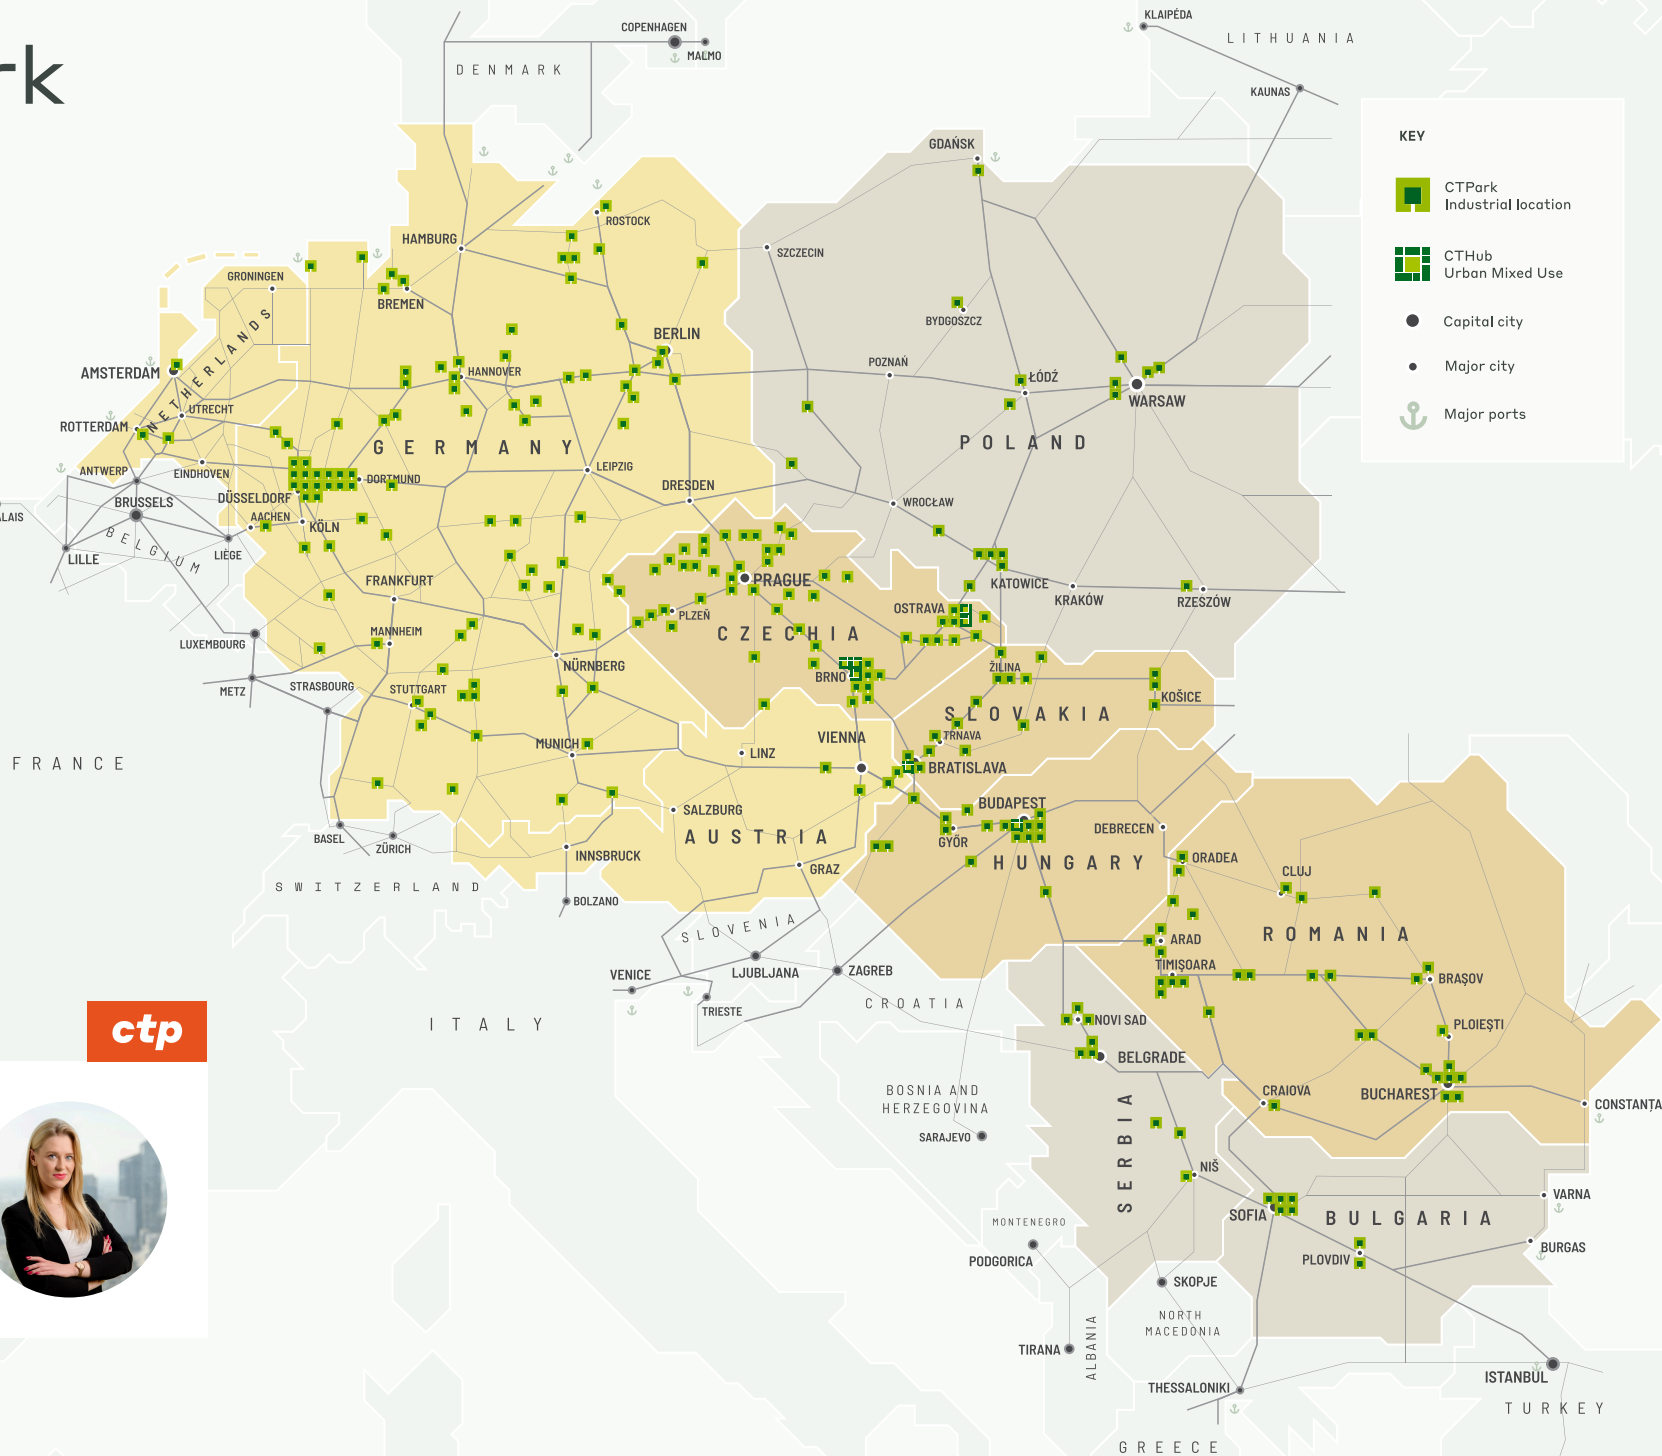 rk
COPENHAGEN
MALMO
DENMARK
KLAIPÉDA
LITHUANIA
KAUNAS
KEY
CTPark
Industrial location
CTHub
Urban Mixed Use
Capital city
Major city
Major ports
GDAŃSK
ROSTOCK
HAMBURG
SZCZECIN
GRONINGEN
BREMEN
BYDGOSZCZ
BERLIN
NETHERLANDS
AMSTERDAM
HANNOVER
POZNAŃ
ŁÓDŹ
WARSAW
UTRECHT
ROTTERDAM
GERMANY
POLAND
ANTWERP
EINDHOVEN
DORTMUND
LEIPZIG
DRESDEN
DÜSSELDORF
BRUSSELS
WROCŁAW
ALAIS
AACHEN
KÖLN
BELGIUM
LIÈGE
LILLE
FRANKFURT
PRAGUE
KATOWICE
KRAKÓW
RZESZÓW
OSTRAVA
PLZEŇ
CZECHIA
MANNHEIM
LUXEMBOURG
NÜRNBERG
ŽILINA
BRNO
METZ
STRASBOURG
STUTTGART
KOŠICE
SLOVAKIA
TRNAVA
VIENNA
MUNICH
LINZ
FRANCE
BRATISLAVA
BUDAPEST
SALZBURG
DEBRECEN
AUSTRIA
BASEL
ZÜRICH
GYŐR
INNSBRUCK
HUNGARY
ORADEA
GRAZ
CLUJ
SWITZERLAND
BOLZANO
SLOVENIA
ROMANIA
ARAD
TIMIŞOARA
LJUBLJANA
ZAGREB
VENICE
BRAŞOV
CROATIA
TRIESTE
ITALY
NOVI SAD
PLOIEŞTI
ctp
BELGRADE
BOSNIA AND
HERZEGOVINA
CRAIOVA
BUCHAREST
CONSTANȚA
SARAJEVO
SERBIA
NIŠ
VARNA
SOFIA
BULGARIA
MONTENEGRO
PODGORICA
PLOVDIV
BURGAS
SKOPJE
NORTH
MACEDONIA
TIRANA
ALBANIA
ISTANBUL
THESSALONIKI
TURKEY
GREECE